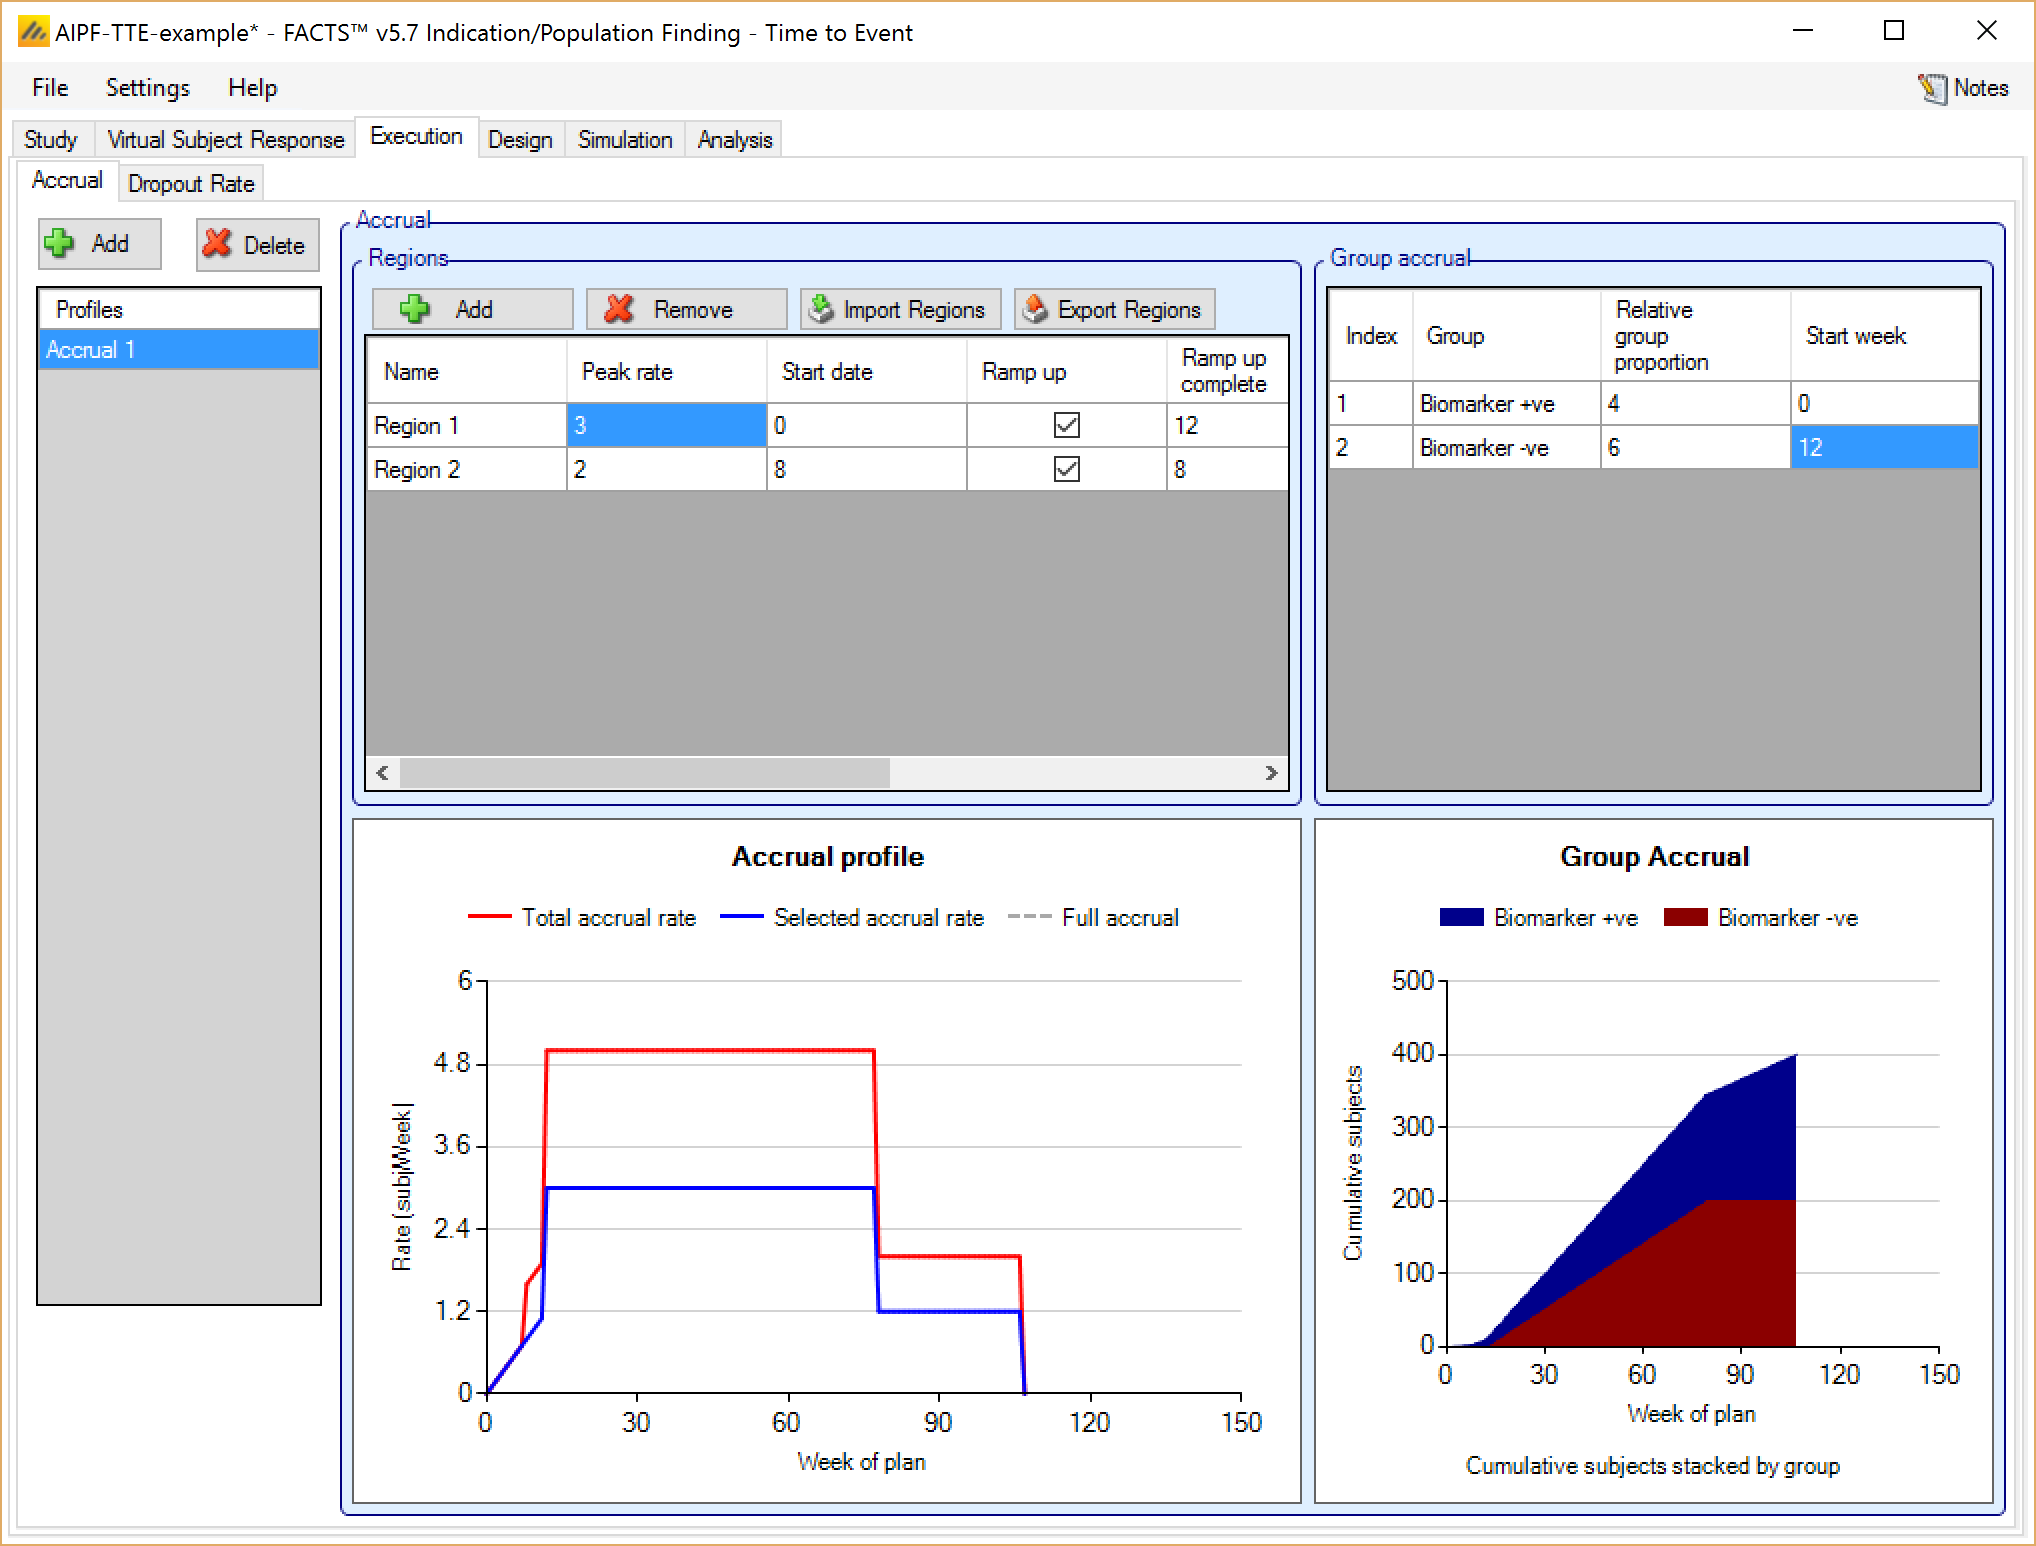 AIPF-TTE-example* - FACTS™ v5.7 Indication/Population Finding - Time to Event
File Settings Help Notes
Study Virtual Subject Response Execution Design Simulation Analysis
Accrual Dropout Rate
Add Delete
Profiles
Accrual 1
Accrual
Regions
Add Remove Import Regions Export Regions
Name Peak rate Start date Ramp up Ramp up complete
Region 1 3 0 12
Region 2 2 8 8
Group accrual
Index Group Relative group proportion Start week
1 Biomarker +ve 4 0
2 Biomarker -ve 6 12
Accrual profile
Total accrual rate Selected accrual rate Full accrual
6
4.8
3.6
2.4
1.2
0
Rate (subj/Week)
0 30 60 90 120 150
Week of plan
Group Accrual
Biomarker +ve Biomarker -ve
500
400
300
200
100
0
Cumulative subjects
0 30 60 90 120 150
Week of plan
Cumulative subjects stacked by group